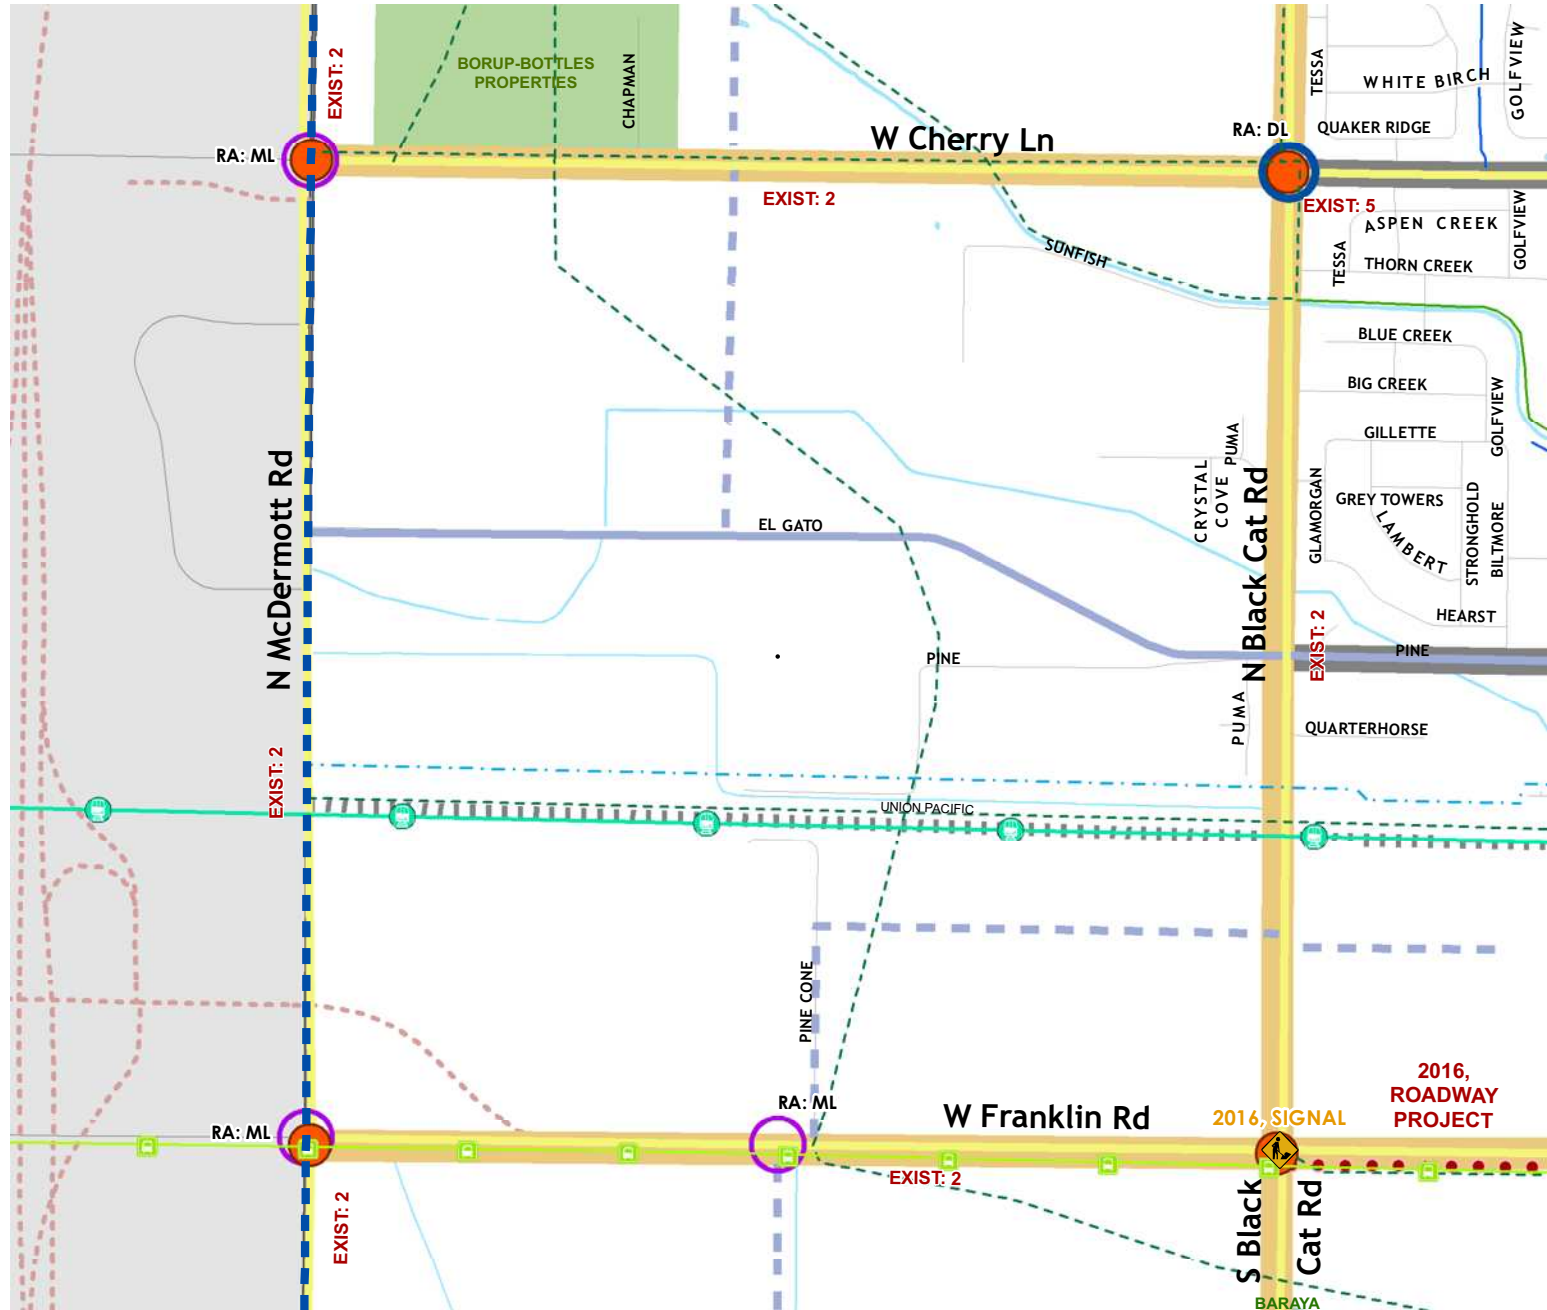 BORUP-BOTTLES
PROPERTIES
CHAPMAN
EXIST: 2
TESSA
WHITE BIRCH
GOLFVIEW
W Cherry Ln
RA: DL
QUAKER RIDGE
RA: ML
EXIST: 2
EXIST: 5
ASPEN CREEK
GOLFVIEW
SUNFISH
TESSA
THORN CREEK
BLUE CREEK
BIG CREEK
GOLFVIEW
GILLETTE
PUMA
CRYSTAL
COVE
N McDermott Rd
N Black Cat Rd
GLAMORGAN
GREY TOWERS
LAMBERT
STRONGHOLD
BILTMORE
EL GATO
HEARST
EXIST: 2
PINE
PINE
PUMA
QUARTERHORSE
EXIST: 2
UNION PACIFIC
PINE CONE
2016,
ROADWAY
PROJECT
RA: ML
W Franklin Rd
2016, SIGNAL
RA: ML
EXIST: 2
EXIST: 2
S Black
Cat Rd
BARAYA